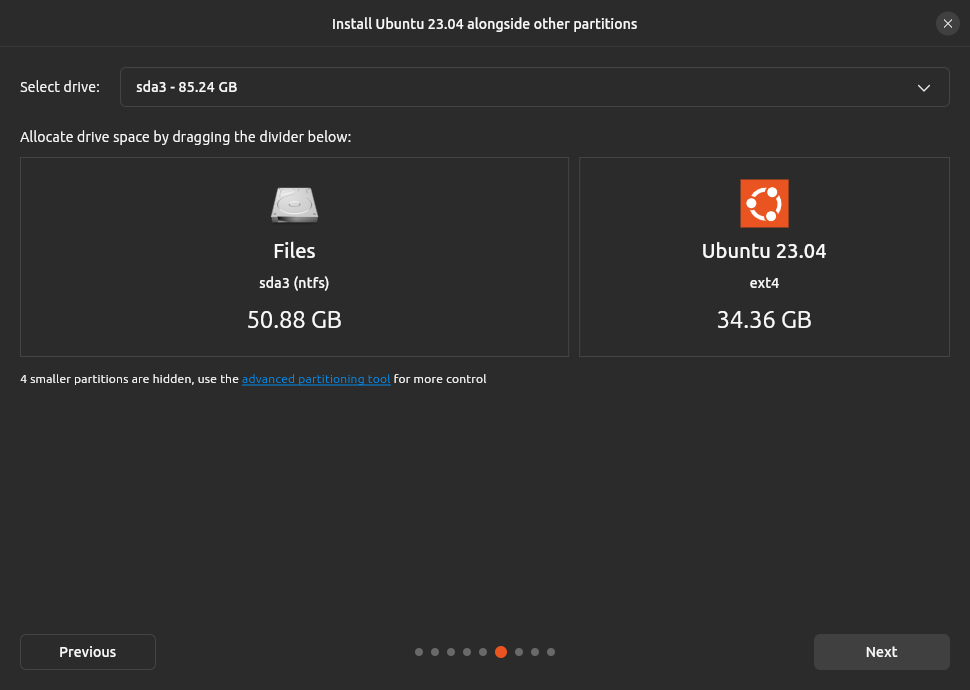 Install Ubuntu 23.04 alongside other partitions
Select drive: sda3 - 85.24 GB
Allocate drive space by dragging the divider below:
Files
sda3 (ntfs)
50.88 GB
Ubuntu 23.04
ext4
34.36 GB
4 smaller partitions are hidden, use the advanced partitioning tool for more control
Previous
Next